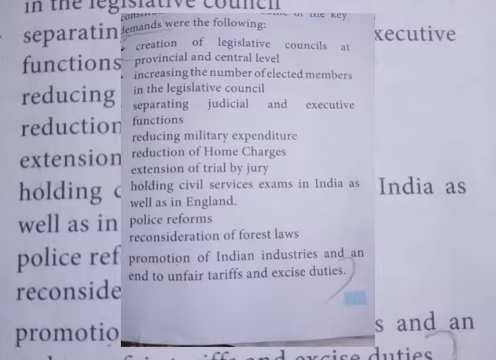 demands were the following:
creation of legislative councils at
provincial and central level
increasing the number of elected members
in the legislative council
separating judicial and executive
functions
reducing military expenditure
reduction of Home Charges
extension of trial by jury
holding civil services exams in India as
well as in England.
police reforms
reconsideration of forest laws
promotion of Indian industries and an
end to unfair tariffs and excise duties.
in the legislative council
separatin
xecutive
functions
reducing
reduction
extension
holding
India as
well as in
police ref
reconside
promotio
s and an
and excise duties